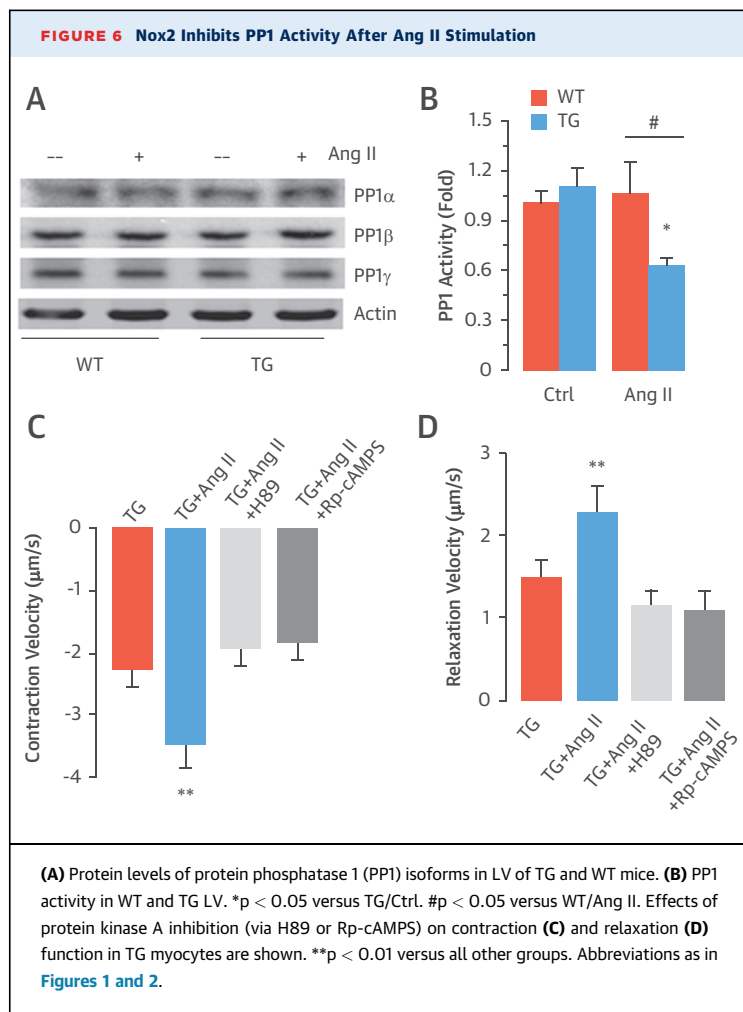 FIGURE 6 Nox2 Inhibits PP1 Activity After Ang II Stimulation
A
-- + -- + Ang II
PP1α
PP1β
PP1γ
Actin
WT TG
B
WT
TG
PP1 Activity (Fold)
1.5
1.2
0.9
0.6
0.3
0
#
*
Ctrl Ang II
C
TG
TG+Ang II
TG+Ang II
+H89
TG+Ang II
+Rp-cAMPS
Contraction Velocity (μm/s)
0
-1
-2
-3
-4
**
D
Relaxation Velocity (μm/s)
3
2
1
0
**
TG
TG+Ang II
TG+Ang II
+H89
TG+Ang II
+Rp-cAMPS
(A) Protein levels of protein phosphatase 1 (PP1) isoforms in LV of TG and WT mice. (B) PP1
activity in WT and TG LV. *p < 0.05 versus TG/Ctrl. #p < 0.05 versus WT/Ang II. Effects of
protein kinase A inhibition (via H89 or Rp-cAMPS) on contraction (C) and relaxation (D)
function in TG myocytes are shown. **p < 0.01 versus all other groups. Abbreviations as in
Figures 1 and 2.